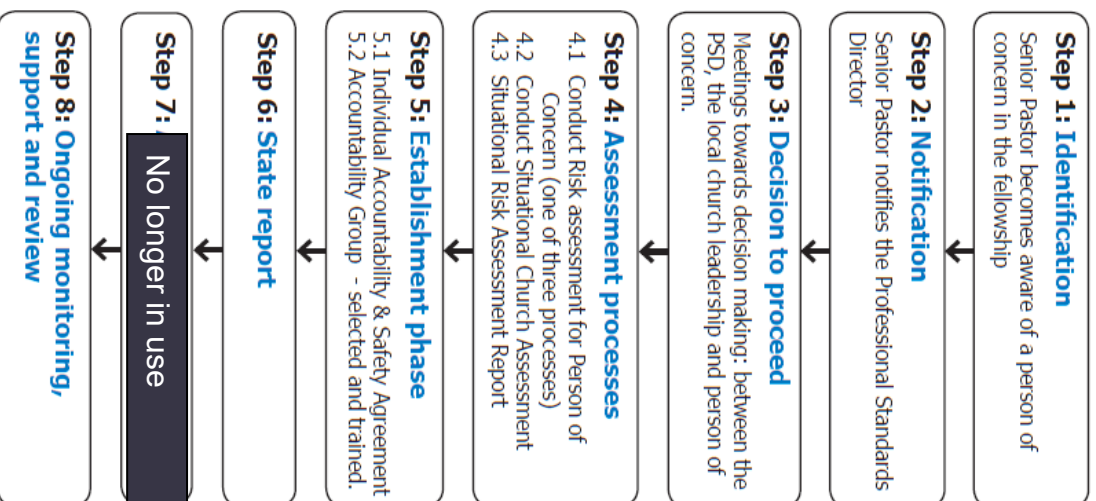 Step 1: Identification
Senior Pastor becomes aware of a person of
concern in the fellowship
Step 2: Notification
Senior Pastor notifies the Professional Standards
Director
Step 3: Decision to proceed
Meetings towards decision making: between the
PSD, the local church leadership and person of
concern.
Step 4: Assessment processes
4.1 Conduct Risk assessment for Person of
Concern (one of three processes)
4.2 Conduct Situational Church Assessment
4.3 Situational Risk Assessment Report
Step 5: Establishment phase
5.1 Individual Accountability & Safety Agreement
5.2 Accountability Group - selected and trained.
Step 6: State report
Step 7:
No longer in use
Step 8: Ongoing monitoring,
support and review